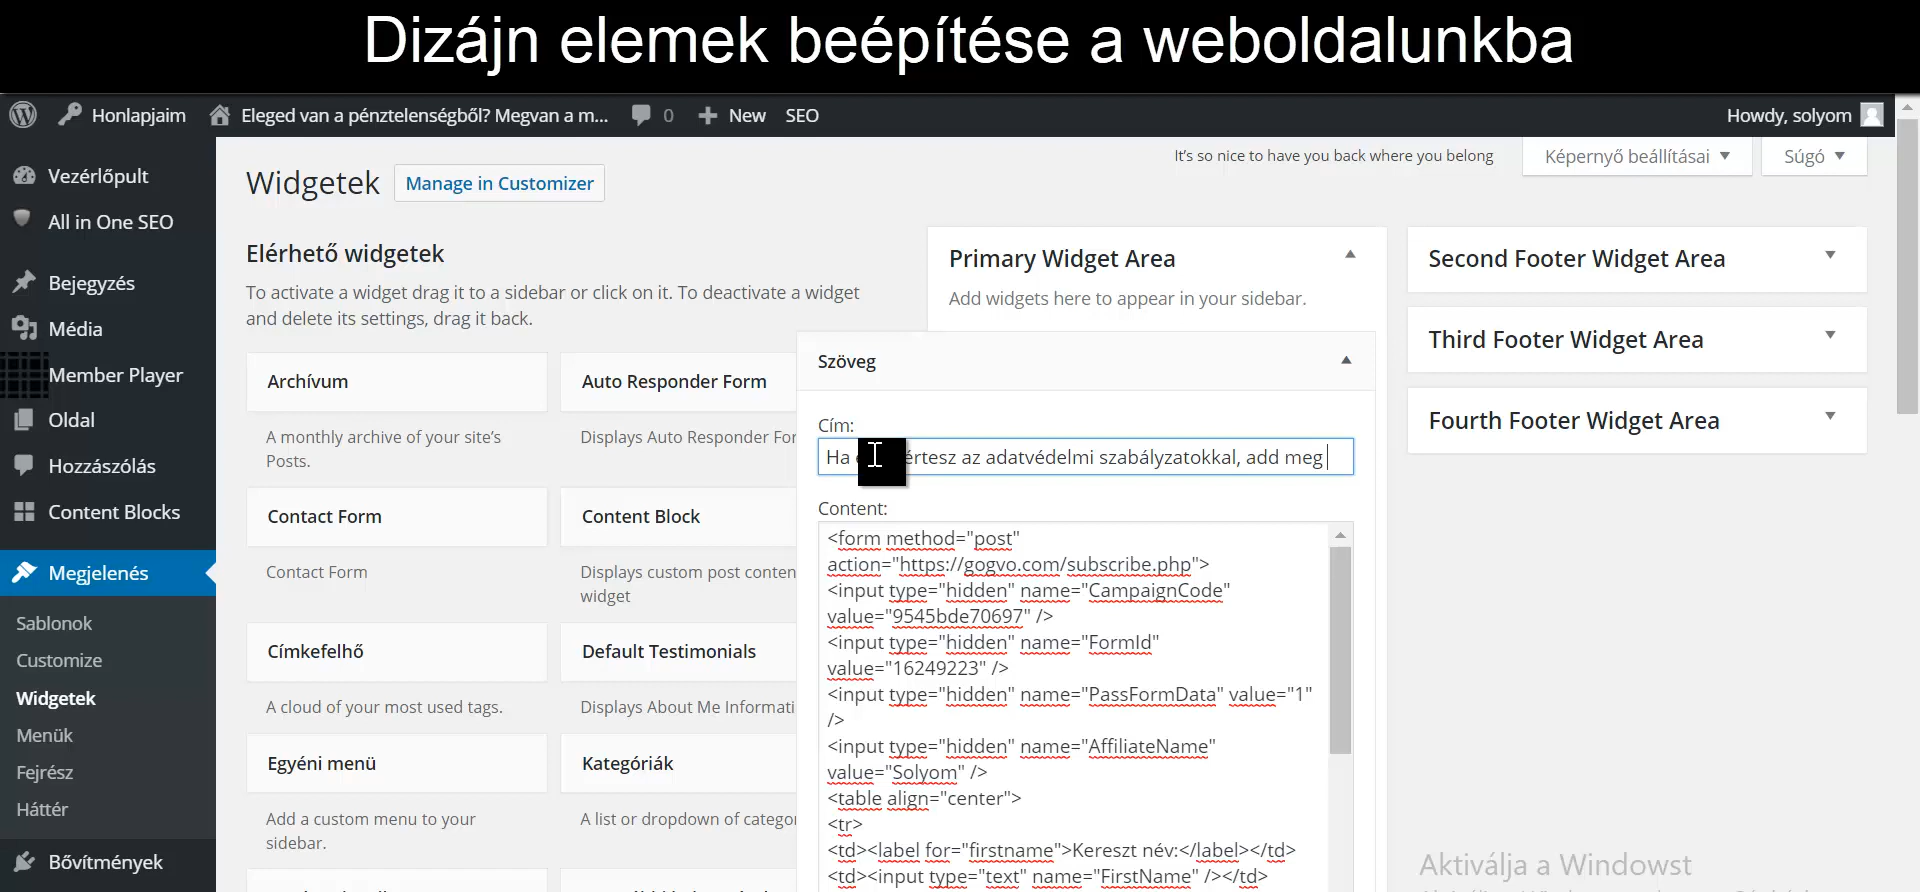 Dizájn elemek beépítése a weboldalunkba
Honlapjaim
Eleged van a pénztelenségből? Megvan a m...
0
New
SEO
Howdy, solyom
Vezérlőpult
All in One SEO
Bejegyzés
Média
Member Player
Oldal
Hozzászólás
Content Blocks
Megjelenés
Sablonok
Customize
Widgetek
Menük
Fejrész
Háttér
Bővítmények
Widgetek
Manage in Customizer
It's so nice to have you back where you belong
Képernyő beállításai ▼
Súgó ▼
Elérhető widgetek
To activate a widget drag it to a sidebar or click on it. To deactivate a widget
and delete its settings, drag it back.
Archívum
A monthly archive of your site's
Posts.
Auto Responder Form
Displays Auto Responder For
Contact Form
Contact Form
Content Block
Displays custom post conten
widget
Címkefelhő
A cloud of your most used tags.
Default Testimonials
Displays About Me Informati
Egyéni menü
Add a custom menu to your
sidebar.
Kategóriák
A list or dropdown of categor
Primary Widget Area
Add widgets here to appear in your sidebar.
Szöveg
Cím:
Ha értesz az adatvédelmi szabályzatokkal, add meg
Content:
<form method="post"
action="https://gogvo.com/subscribe.php">
<input type="hidden" name="CampaignCode"
value="9545bde70697" />
<input type="hidden" name="FormId"
value="16249223" />
<input type="hidden" name="PassFormData" value="1"
/>
<input type="hidden" name="AffiliateName"
value="Solyom" />
<table align="center">
<tr>
<td><label for="firstname">Kereszt név:</label></td>
<td><input type="text" name="FirstName" /></td>
Second Footer Widget Area
Third Footer Widget Area
Fourth Footer Widget Area
Aktiválja a Windowst